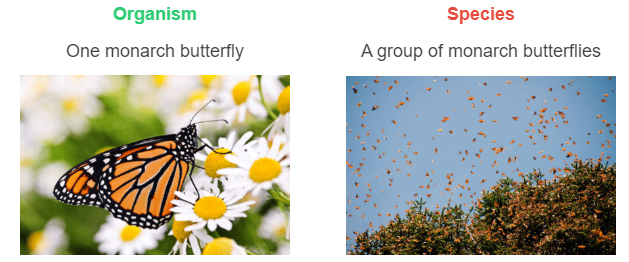 Organism
Species
One monarch butterfly
A group of monarch butterflies